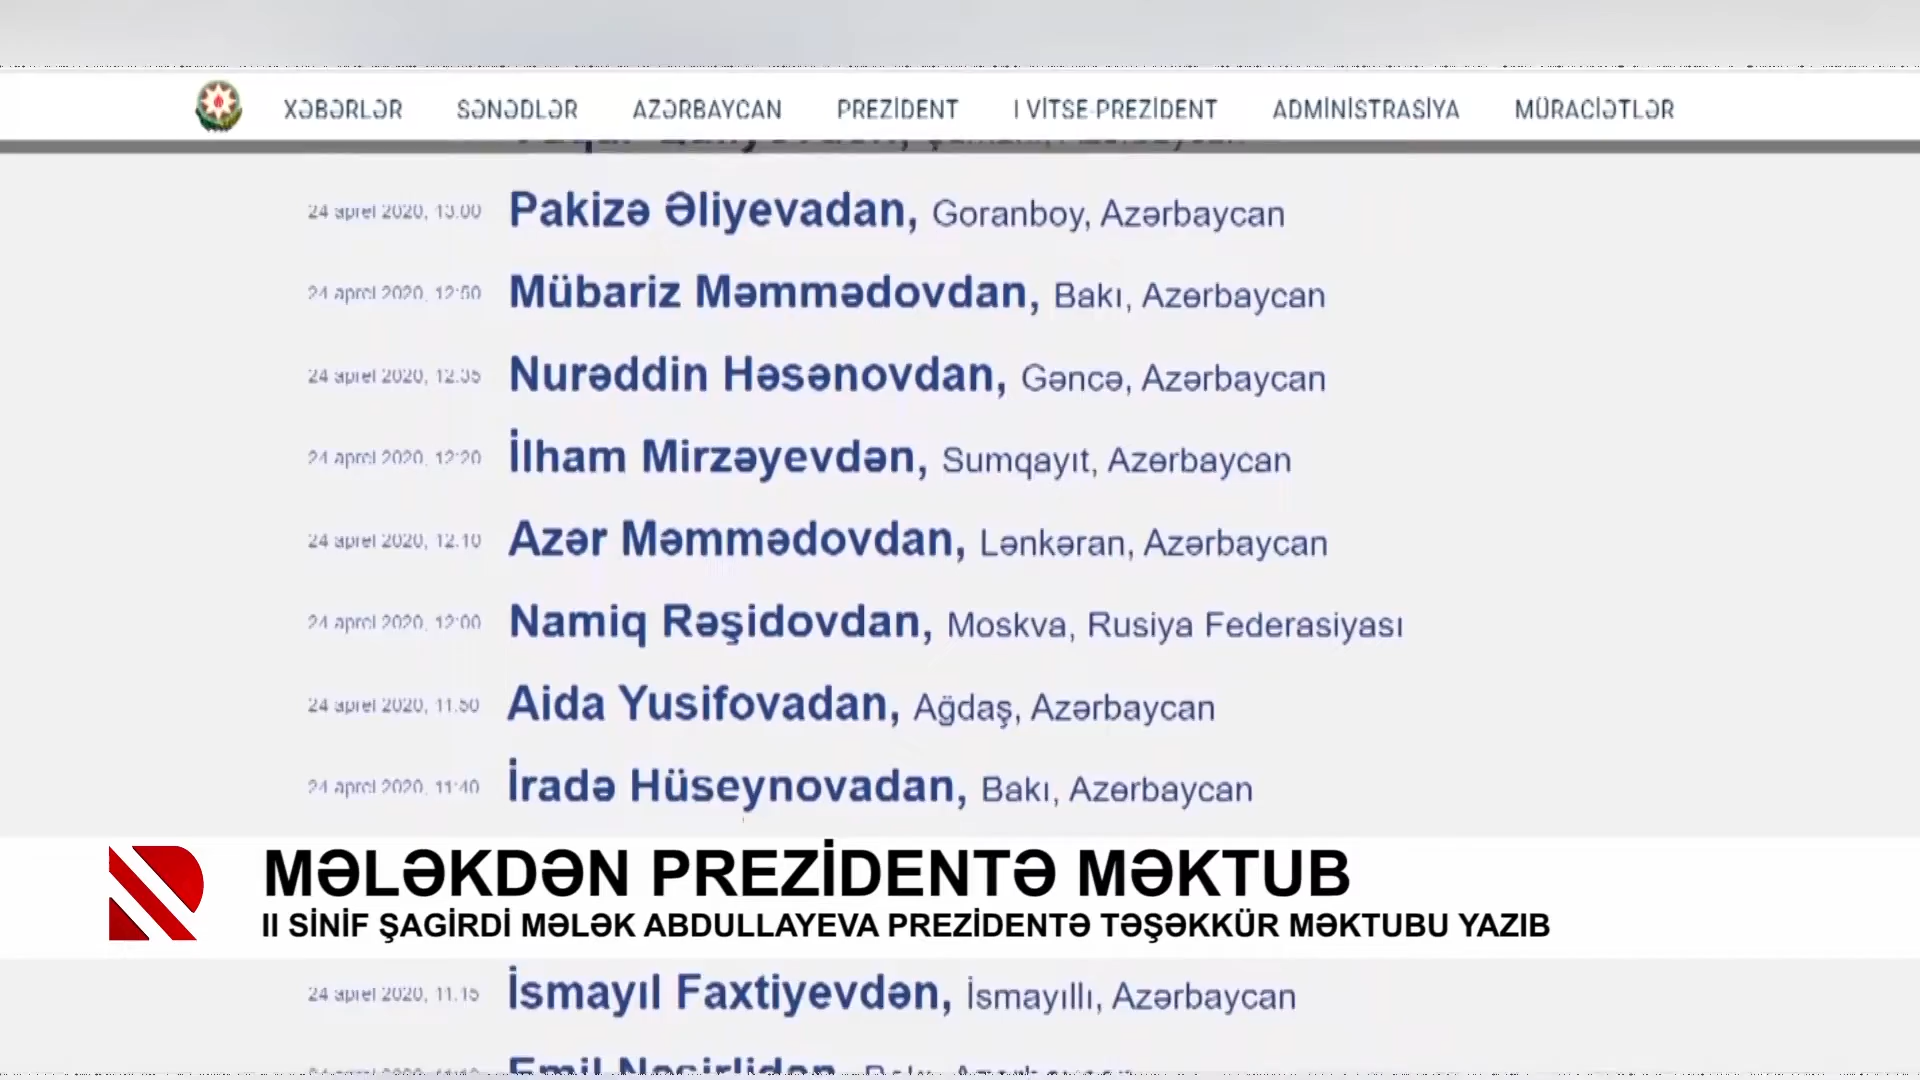 XƏBƏRLƏR SƏNƏDLƏR AZƏRBAYCAN PREZİDENT I VİTSE-PREZİDENT ADMİNİSTRASİYA MÜRACİƏTLƏR
24 aprel 2020, 13:00 Pakizə Əliyevadan, Goranboy, Azərbaycan
24 aprel 2020, 12:50 Mübariz Məmmədovdan, Bakı, Azərbaycan
24 aprel 2020, 12:35 Nurəddin Həsənovdan, Gəncə, Azərbaycan
24 aprel 2020, 12:20 İlham Mirzəyevdən, Sumqayıt, Azərbaycan
24 aprel 2020, 12:10 Azər Məmmədovdan, Lənkəran, Azərbaycan
24 aprel 2020, 12:00 Namiq Rəşidovdan, Moskva, Rusiya Federasiyası
24 aprel 2020, 11:50 Aida Yusifovadan, Ağdaş, Azərbaycan
24 aprel 2020, 11:40 İradə Hüseynovadan, Bakı, Azərbaycan
MƏLƏKDƏN PREZİDENTƏ MƏKTUB
II SİNİF ŞAGİRDİ MƏLƏK ABDULLAYEVA PREZİDENTƏ TƏŞƏKKÜR MƏKTUBU YAZIB
24 aprel 2020, 11:15 İsmayıl Faxtiyevdən, İsmayıllı, Azərbaycan